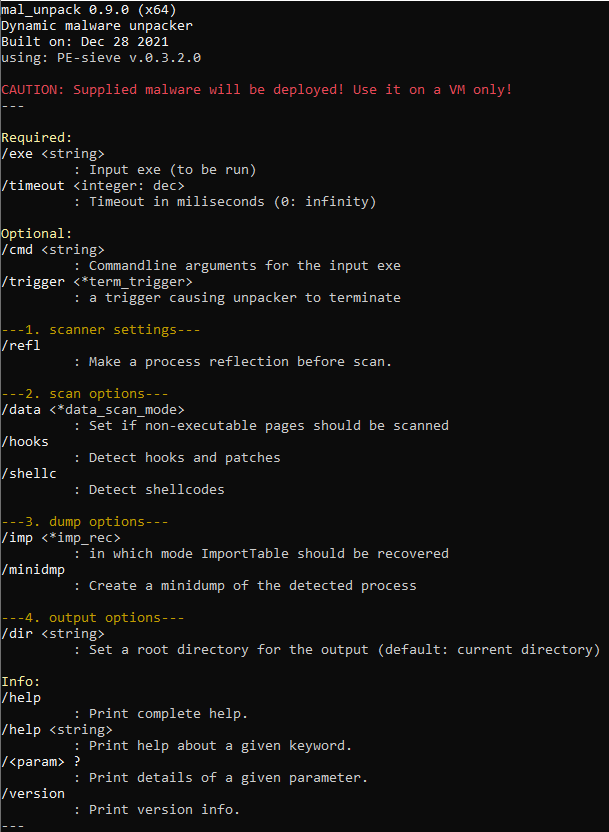 mal_unpack 0.9.0 (x64)
Dynamic malware unpacker
Built on: Dec 28 2021
using: PE-sieve v.0.3.2.0
CAUTION: Supplied malware will be deployed! Use it on a VM only!
---
Required:
/exe <string>
: Input exe (to be run)
/timeout <integer: dec>
: Timeout in miliseconds (0: infinity)
Optional:
/cmd <string>
: Commandline arguments for the input exe
/trigger <*term_trigger>
: a trigger causing unpacker to terminate
---1. scanner settings---
/refl
: Make a process reflection before scan.
---2. scan options---
/data <*data_scan_mode>
: Set if non-executable pages should be scanned
/hooks
: Detect hooks and patches
/shellc
: Detect shellcodes
---3. dump options---
/imp <*imp_rec>
: in which mode ImportTable should be recovered
/minidmp
: Create a minidump of the detected process
---4. output options---
/dir <string>
: Set a root directory for the output (default: current directory)
Info:
/help
: Print complete help.
/help <string>
: Print help about a given keyword.
/<param> ?
: Print details of a given parameter.
/version
: Print version info.
---